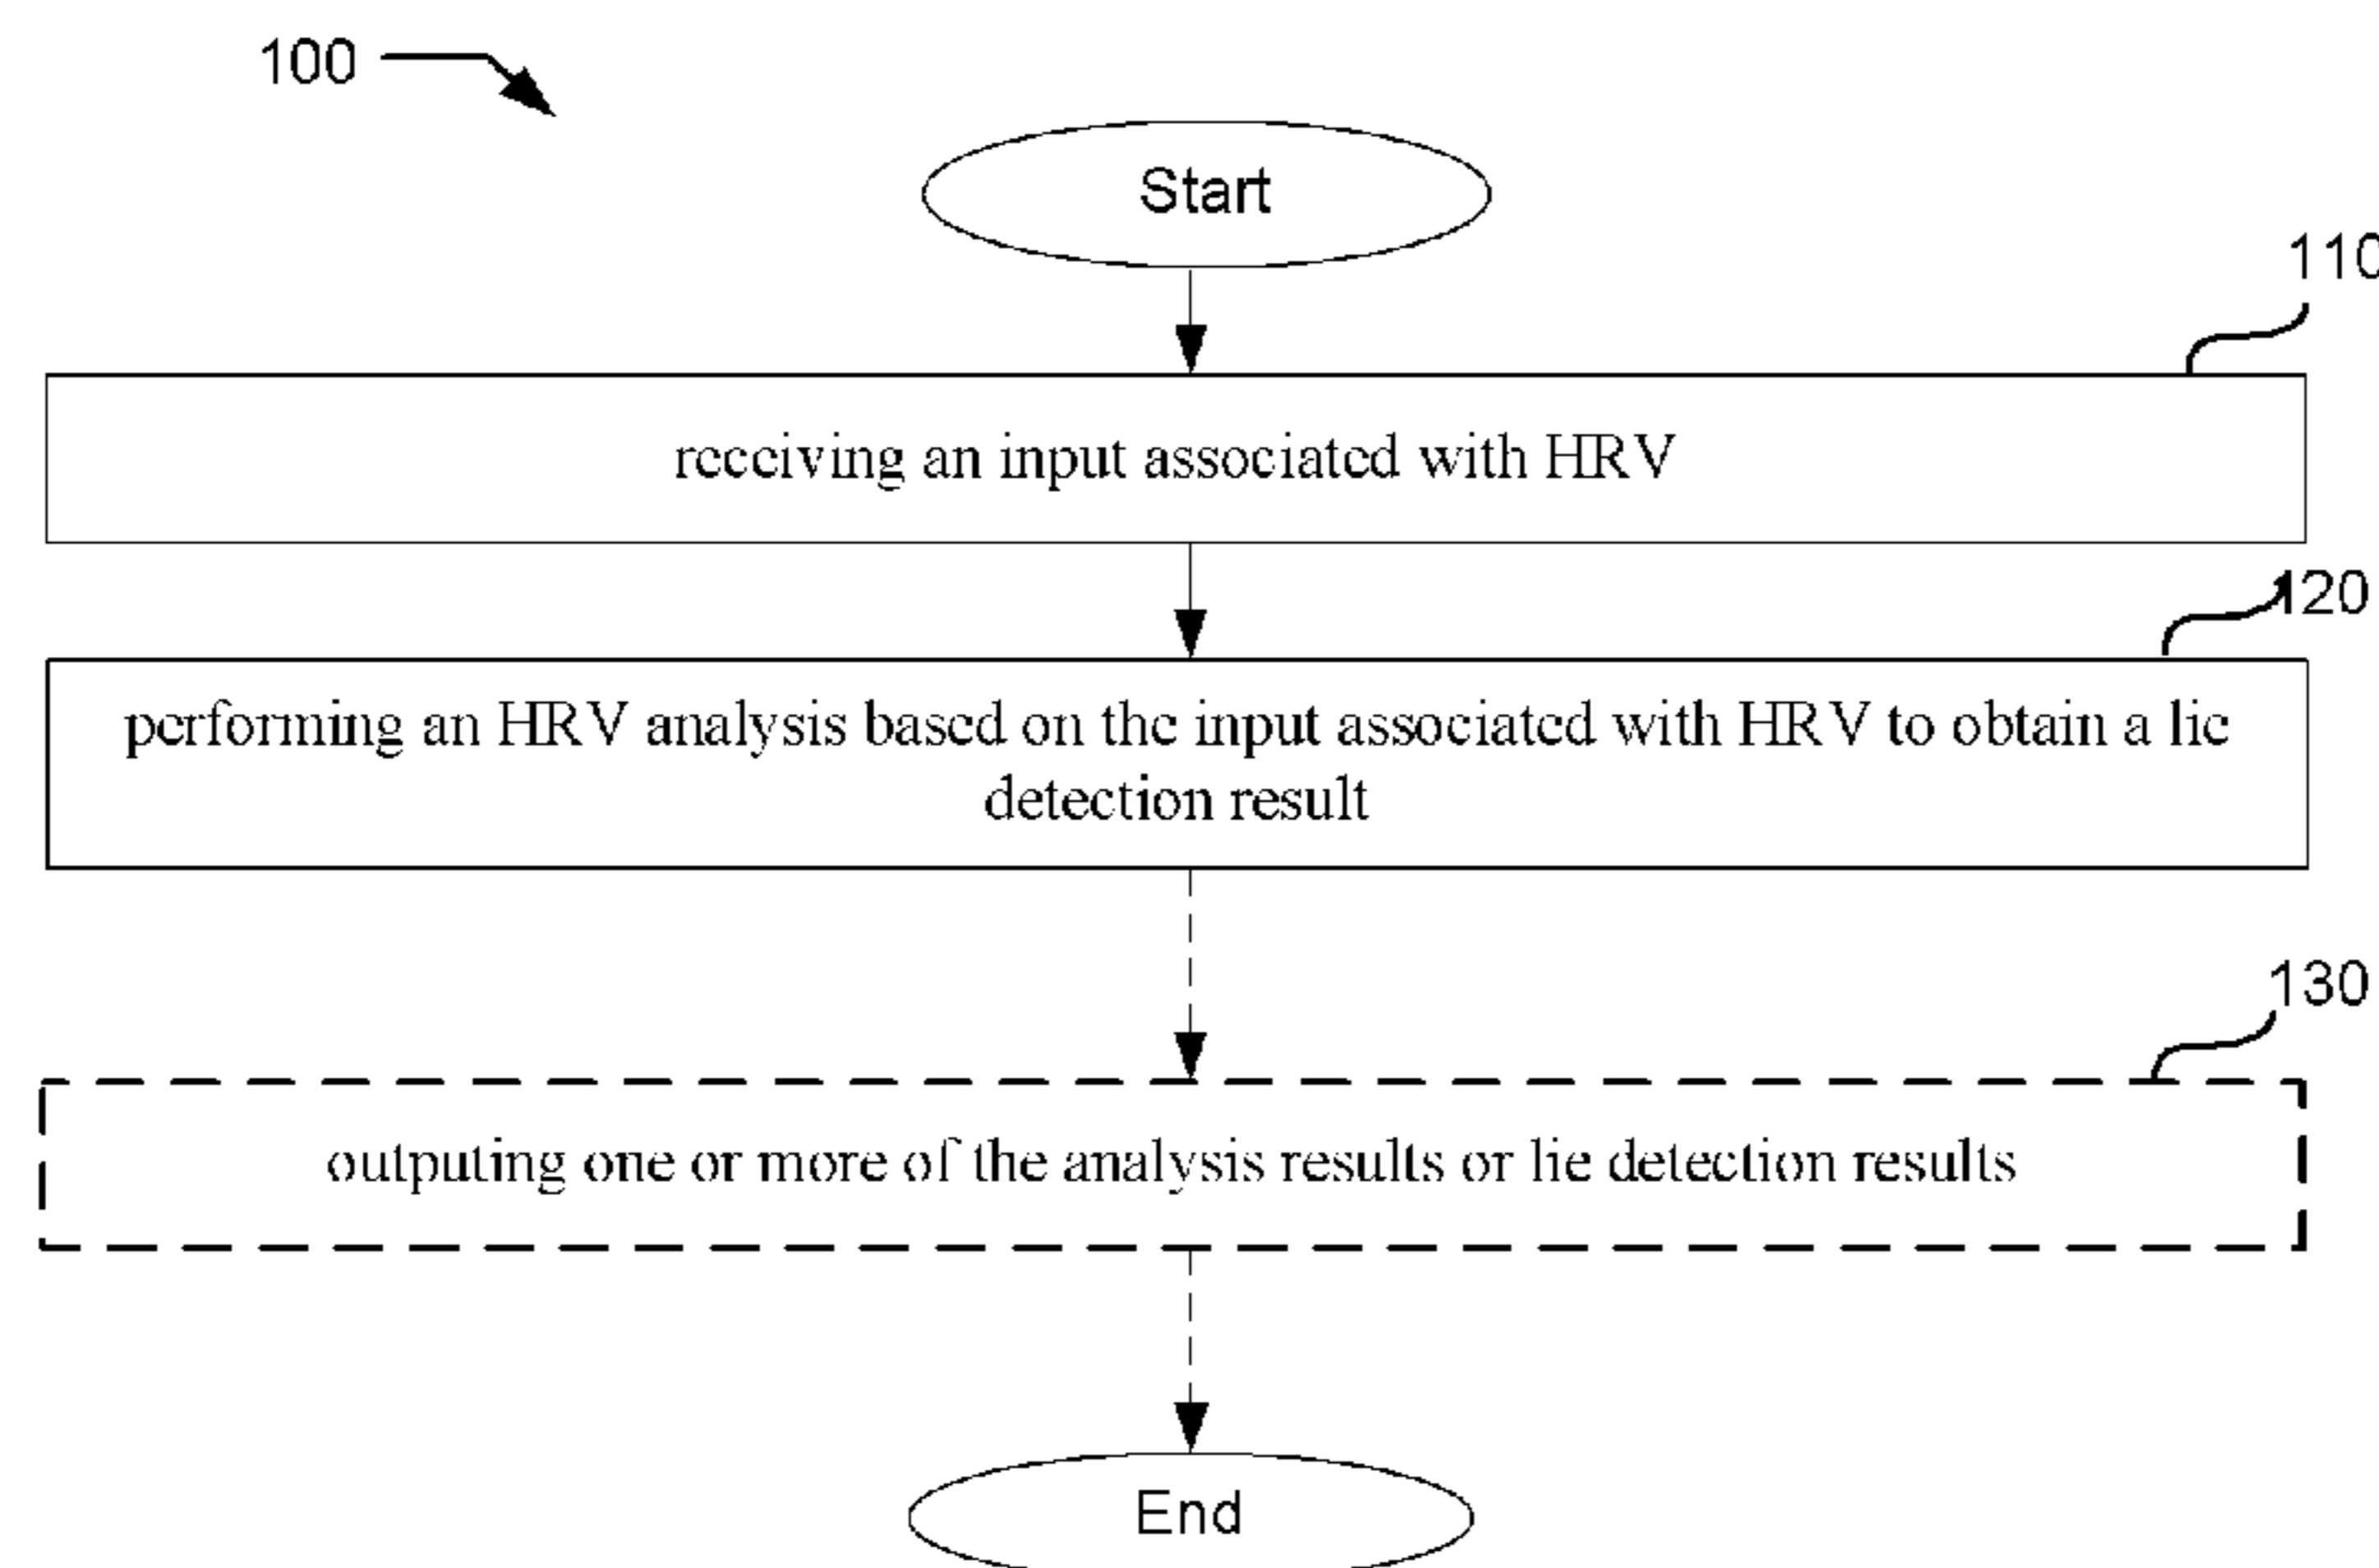 100
Start
110
receiving an input associated with HRV
120
performing an HRV analysis based on the input associated with HRV to obtain a lie
detection result
130
outputing one or more of the analysis results or lie detection results
End